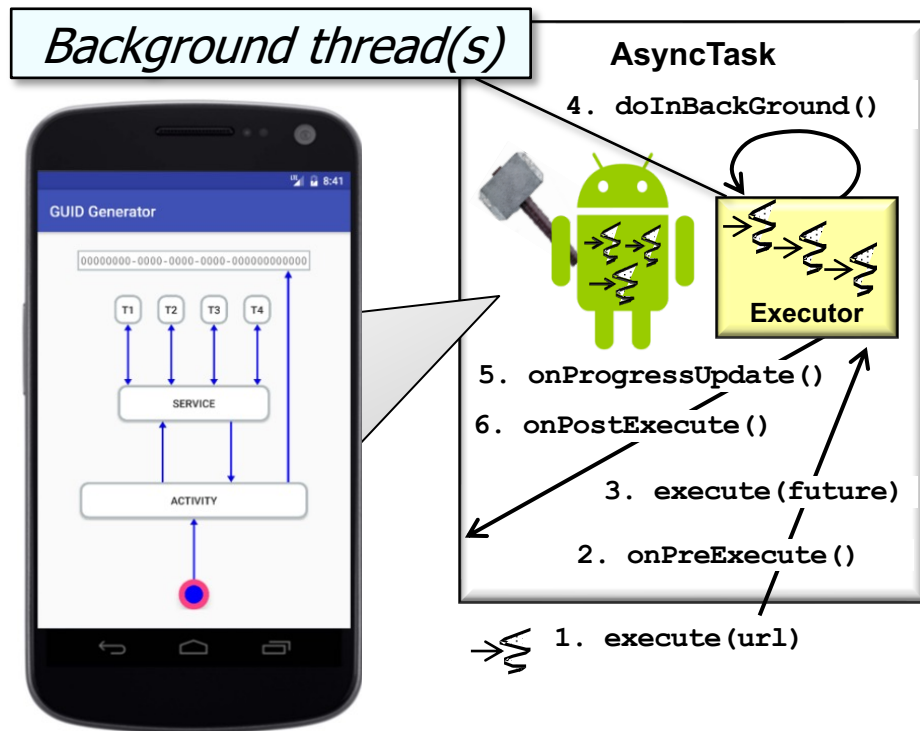 Background thread(s)
AsyncTask
4. doInBackGround()
8:41
GUID Generator
00000000-0000-0000-0000-000000000000
T1 T2 T3 T4
SERVICE
ACTIVITY
Executor
5. onProgressUpdate()
6. onPostExecute()
3. execute(future)
2. onPreExecute()
1. execute(url)